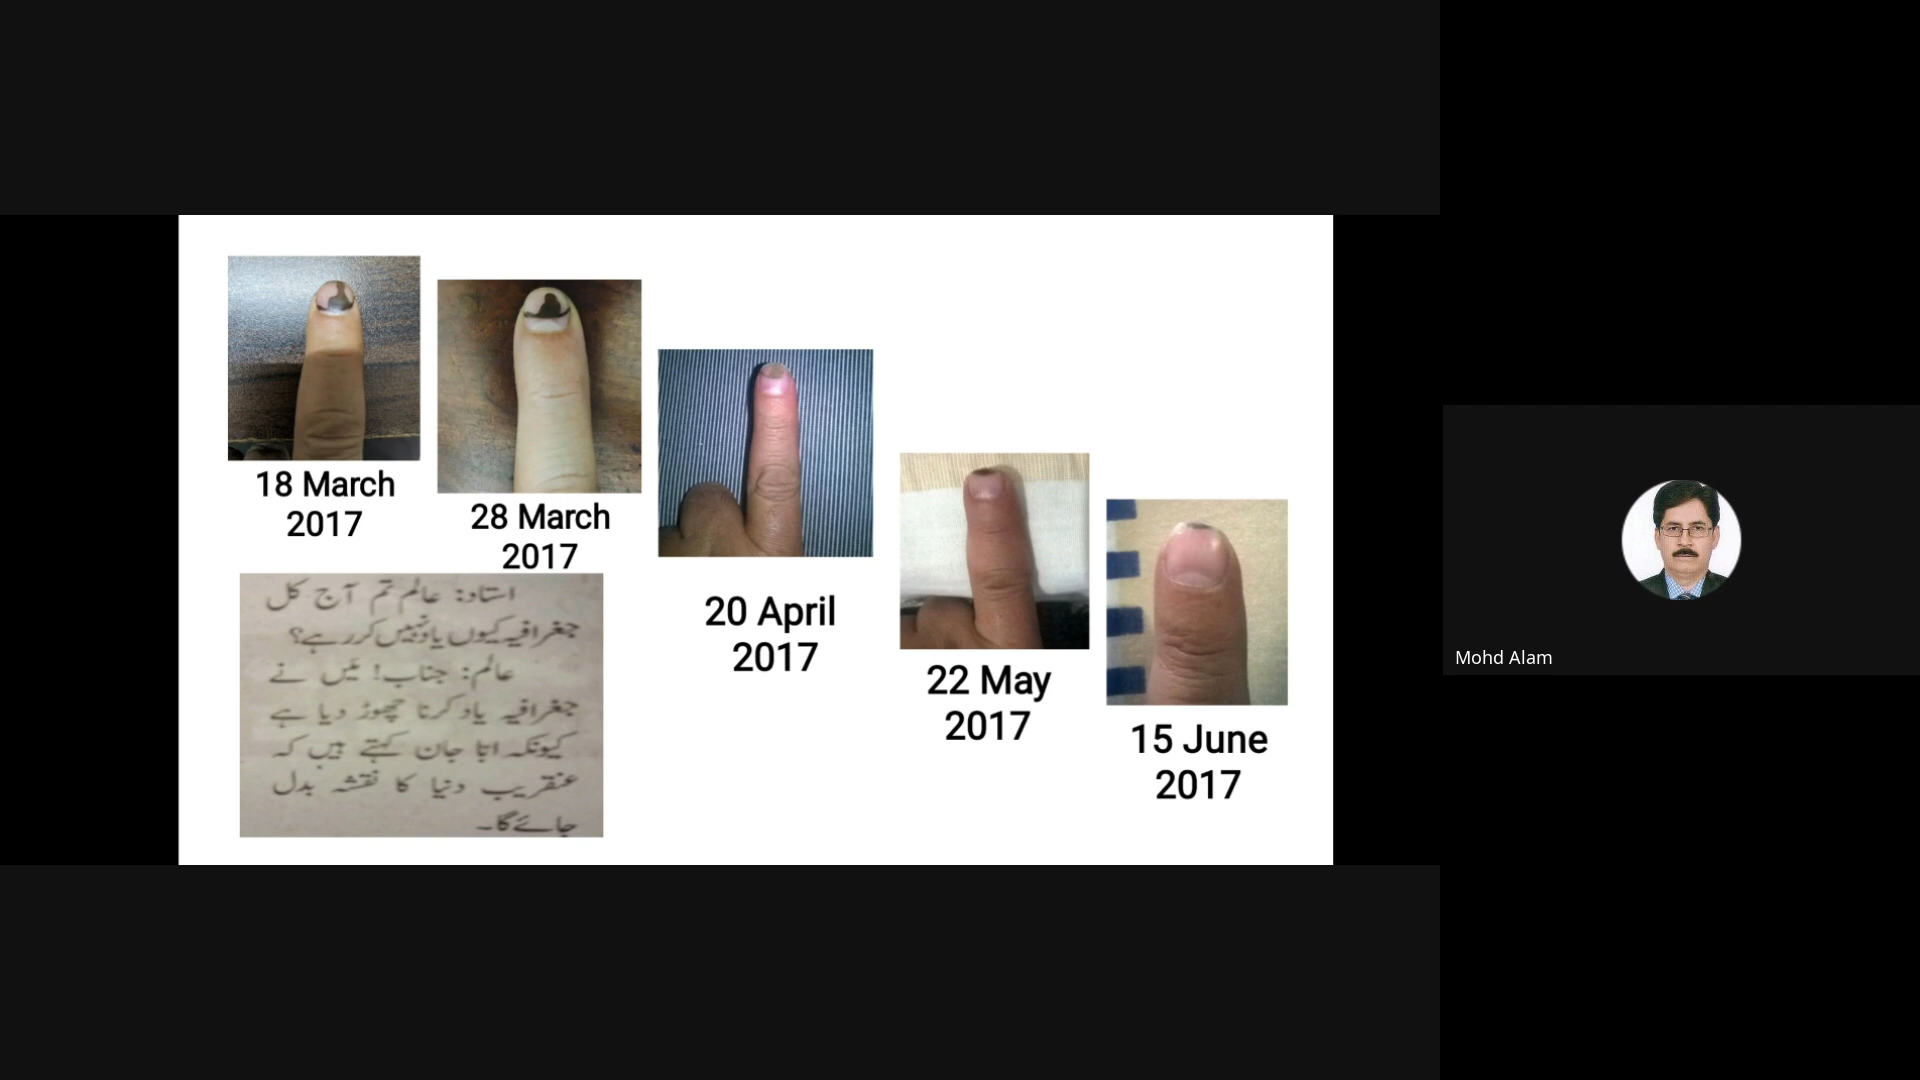 18 March
2017
28 March
2017
20 April
2017
22 May
2017
15 June
2017
استاد: عالم تم آج کل
جغرافیہ کیوں یاد نہیں کر رہے؟
عالم: جناب! میں نے
جغرافیہ یاد کرنا چھوڑ دیا ہے
کیونکہ ابّا جان کہتے ہیں کہ
عنقریب دنیا کا نقشہ بدل
جائے گا۔
Mohd Alam